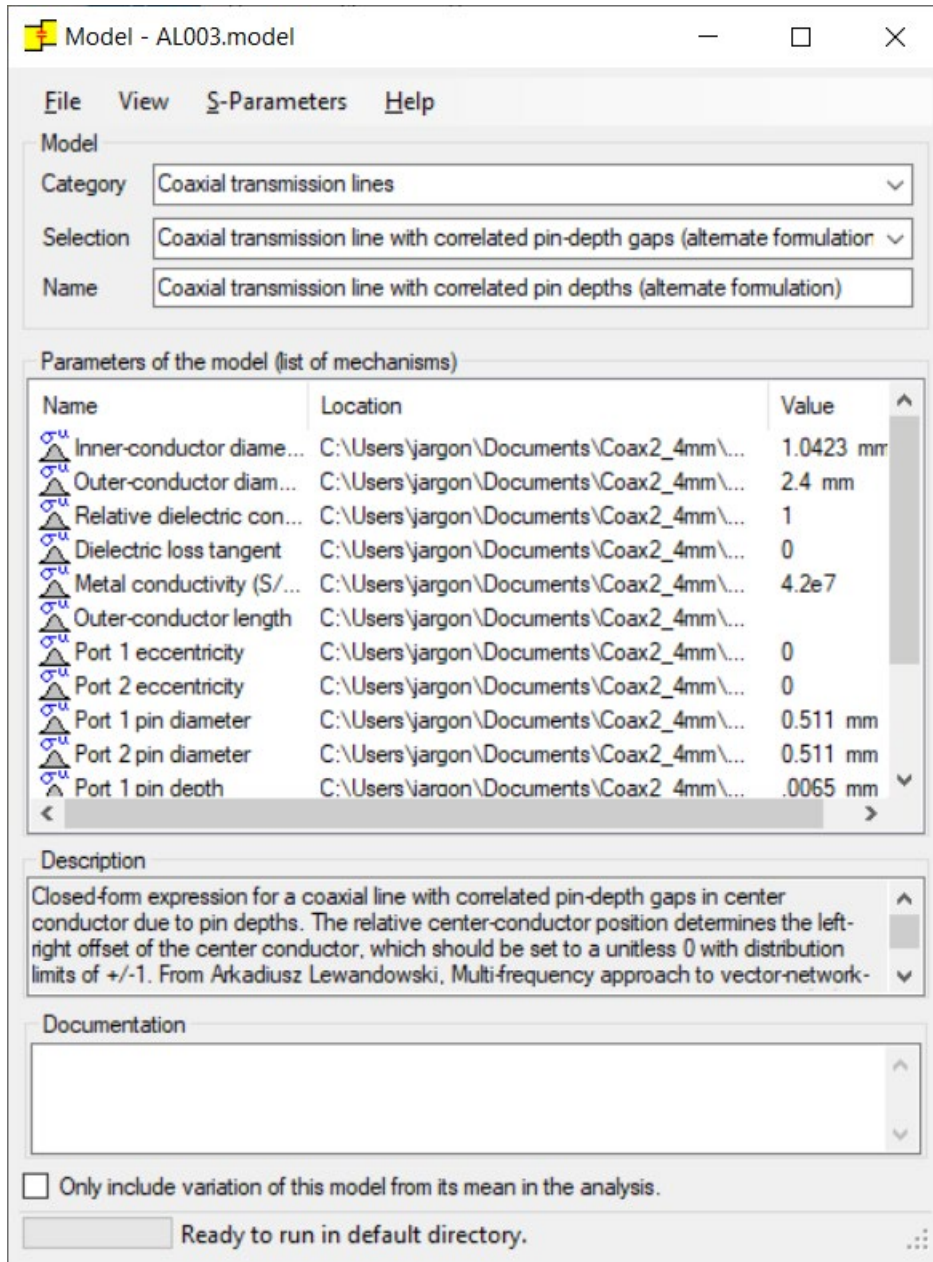 Model - AL003.model
File View S-Parameters Help
Model
Category Coaxial transmission lines
Selection Coaxial transmission line with correlated pin-depth gaps (alternate formulation
Name Coaxial transmission line with correlated pin depths (alternate formulation)
Parameters of the model (list of mechanisms)
Name Location Value
σu Inner-conductor diame... C:\Users\jargon\Documents\Coax2_4mm\... 1.0423 mm
σu Outer-conductor diam... C:\Users\jargon\Documents\Coax2_4mm\... 2.4 mm
σu Relative dielectric con... C:\Users\jargon\Documents\Coax2_4mm\... 1
σu Dielectric loss tangent C:\Users\jargon\Documents\Coax2_4mm\... 0
σu Metal conductivity (S/... C:\Users\jargon\Documents\Coax2_4mm\... 4.2e7
σu Outer-conductor length C:\Users\jargon\Documents\Coax2_4mm\...
σu Port 1 eccentricity C:\Users\jargon\Documents\Coax2_4mm\... 0
σu Port 2 eccentricity C:\Users\jargon\Documents\Coax2_4mm\... 0
σu Port 1 pin diameter C:\Users\jargon\Documents\Coax2_4mm\... 0.511 mm
σu Port 2 pin diameter C:\Users\jargon\Documents\Coax2_4mm\... 0.511 mm
σu Port 1 pin depth C:\Users\jargon\Documents\Coax2_4mm\... .0065 mm
Description
Closed-form expression for a coaxial line with correlated pin-depth gaps in center
conductor due to pin depths. The relative center-conductor position determines the left-
right offset of the center conductor, which should be set to a unitless 0 with distribution
limits of +/-1. From Arkadiusz Lewandowski, Multi-frequency approach to vector-network-
Documentation
Only include variation of this model from its mean in the analysis.
Ready to run in default directory.